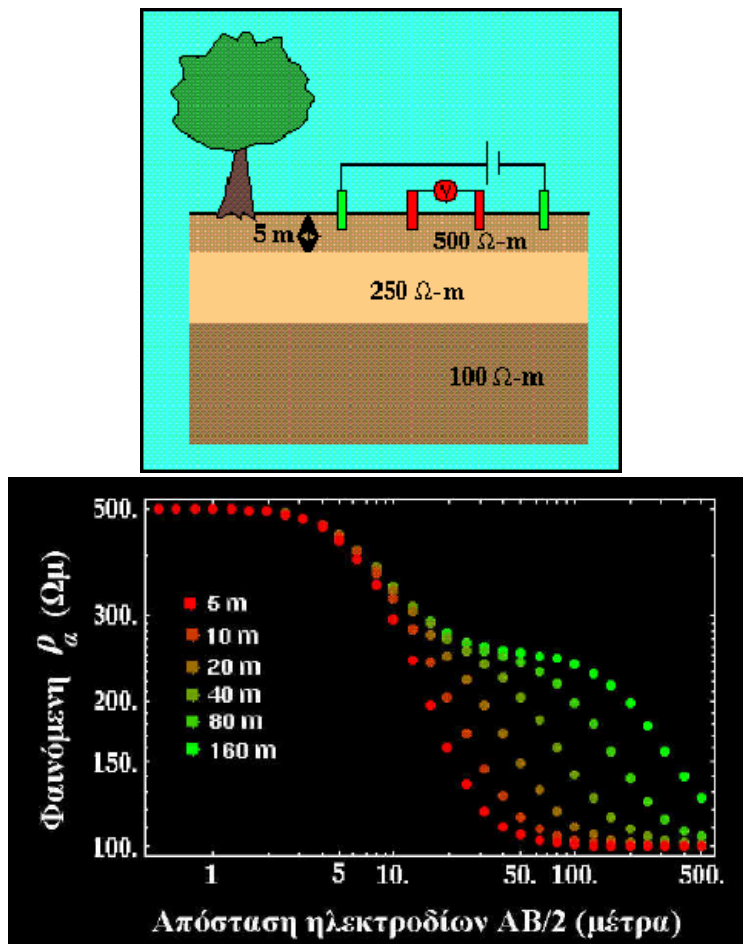 V
5 m
500 Ω-m
250 Ω-m
100 Ω-m
500.
300.
200.
150.
100.
Φαινόμενη ρα (Ωμ)
5 m
10 m
20 m
40 m
80 m
160 m
1
5
10.
50.
100.
500.
Απόσταση ηλεκτροδίων AB/2 (μέτρα)